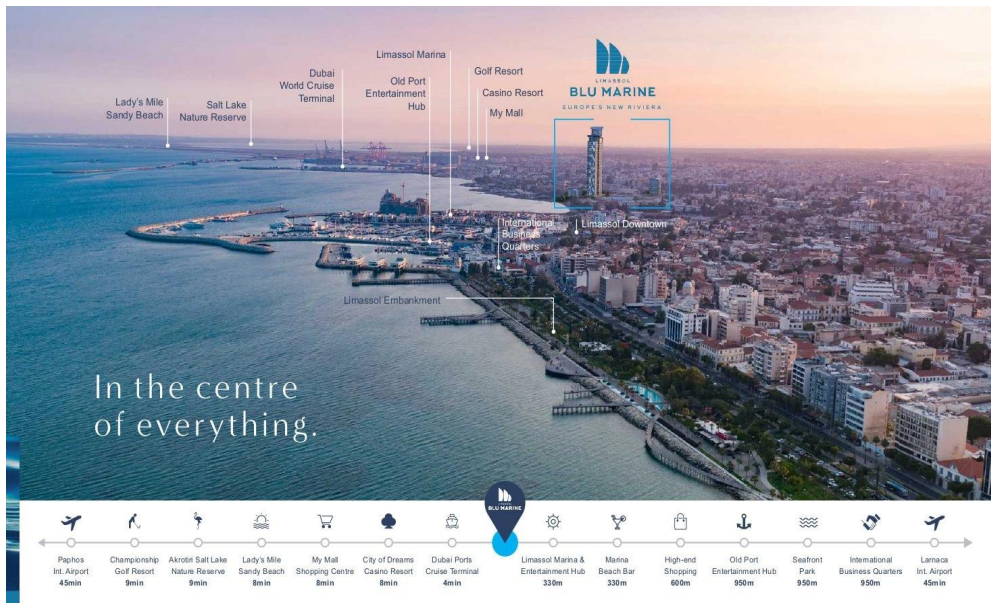 Limassol Marina
Golf Resort
Dubai
World Cruise
Terminal
Old Port
Entertainment
Hub
Casino Resort
My Mall
Lady's Mile
Sandy Beach
Salt Lake
Nature Reserve
LIMASSOL
BLU MARINE
EUROPE'S NEW RIVIERA
International
Business
Quarters
Limassol Downtown
Limassol Embankment
In the centre
of everything.
BLU MARINE
Paphos
Int. Airport
45min
Championship
Golf Resort
9min
Akrotiri Salt Lake
Nature Reserve
9min
Lady's Mile
Sandy Beach
8min
My Mall
Shopping Centre
8min
City of Dreams
Casino Resort
8min
Dubai Ports
Cruise Terminal
4min
Limassol Marina &
Entertainment Hub
330m
Marina
Beach Bar
330m
High-end
Shopping
600m
Old Port
Entertainment Hub
950m
Seafront
Park
950m
International
Business Quarters
950m
Larnaca
Int. Airport
45min